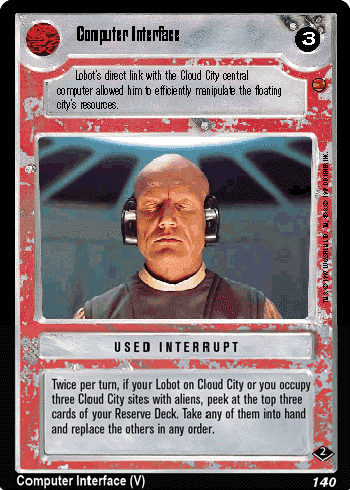 Computer Interface
3
Lobot's direct link with the Cloud City central
computer allowed him to efficiently manipulate the floating
city's resources.
USED INTERRUPT
Twice per turn, if your Lobot on Cloud City or you occupy
three Cloud City sites with aliens, peek at the top three
cards of your Reserve Deck. Take any of them into hand
and replace the others in any order.
2
Computer Interface (V)
140